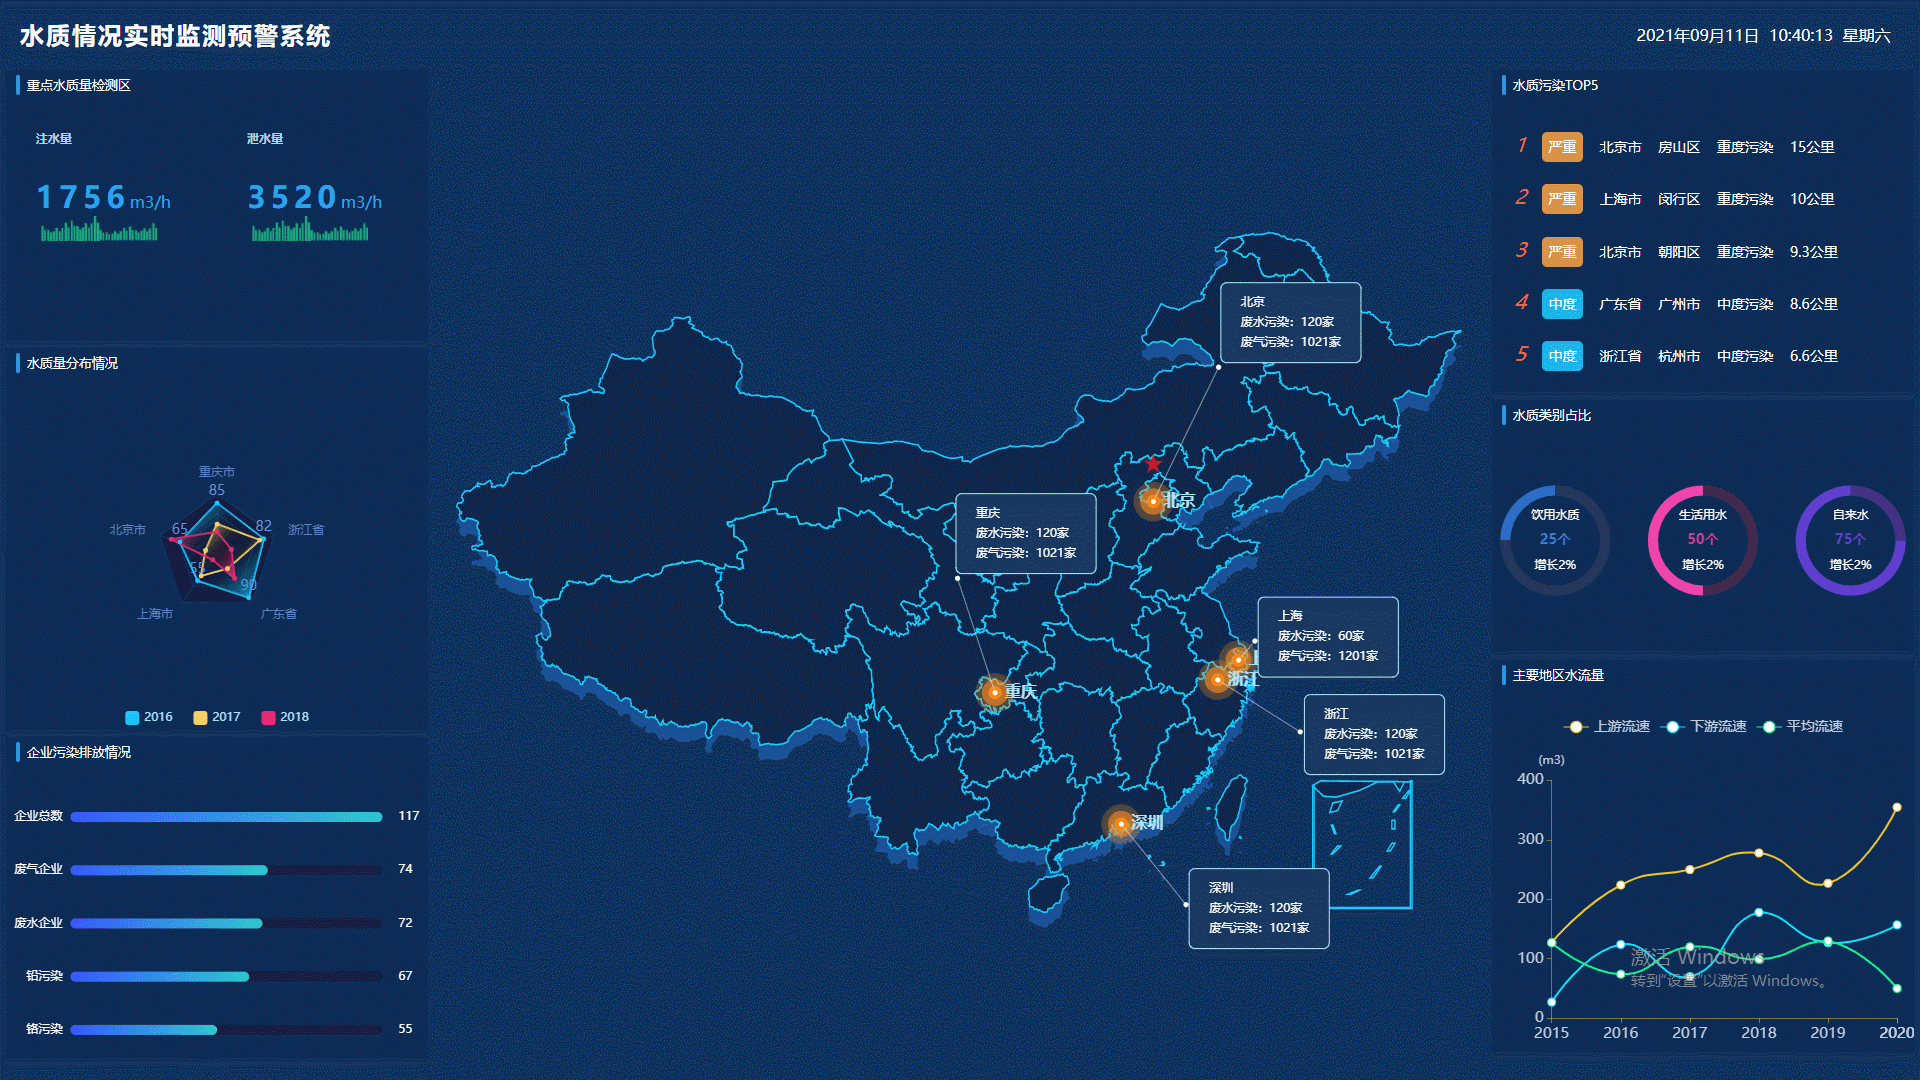 水质情况实时监测预警系统
2021年09月11日 10:40:13 星期六
重点水质量检测区
注水量
泄水量
1756 m3/h
3520 m3/h
水质量分布情况
重庆市
85
北京市
65
82
浙江省
55
90
上海市
广东省
2016
2017
2018
企业污染排放情况
企业总数 117
废气企业 74
废水企业 72
铅污染 67
铬污染 55
北京
废水污染：120家
废气污染：1021家
北京
重庆
废水污染：120家
废气污染：1021家
重庆
上海
废水污染：60家
废气污染：1201家
浙江
浙江
废水污染：120家
废气污染：1021家
深圳
深圳
废水污染：120家
废气污染：1021家
水质污染TOP5
1 严重 北京市 房山区 重度污染 15公里
2 严重 上海市 闵行区 重度污染 10公里
3 严重 北京市 朝阳区 重度污染 9.3公里
4 中度 广东省 广州市 中度污染 8.6公里
5 中度 浙江省 杭州市 中度污染 6.6公里
水质类别占比
饮用水质
25个
增长2%
生活用水
50个
增长2%
自来水
75个
增长2%
主要地区水流量
上游流速
下游流速
平均流速
(m3)
400
300
200
100
0
2015
2016
2017
2018
2019
2020
激活 Windows
转到"设置"以激活 Windows。